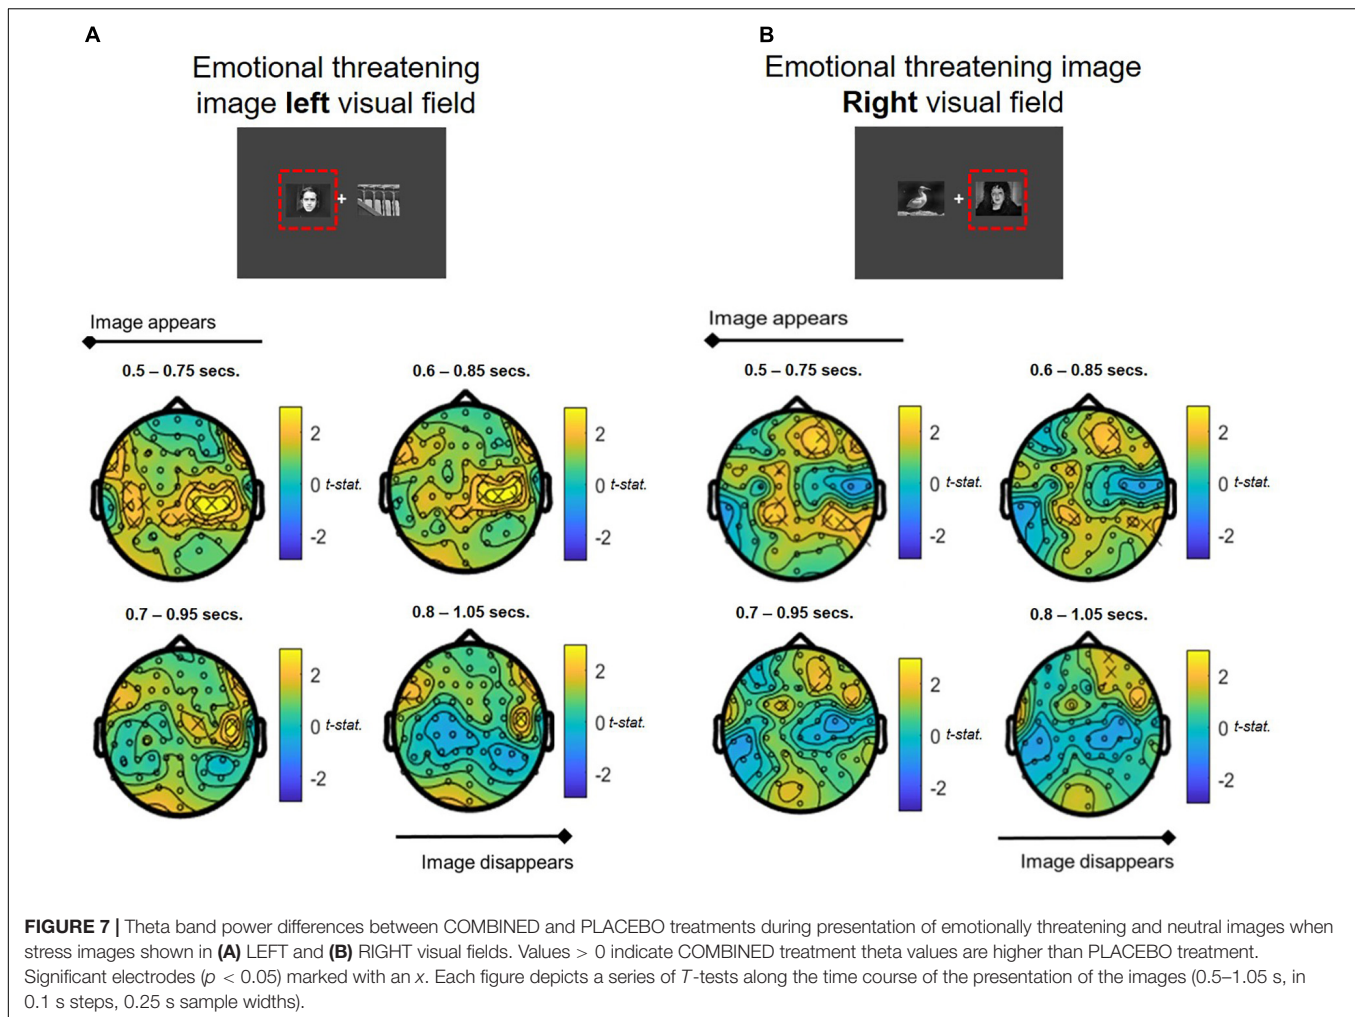 A
Emotional threatening
image left visual field
Image appears
0.5 – 0.75 secs.
2
0 t-stat.
-2
0.6 – 0.85 secs.
2
0 t-stat.
-2
0.7 – 0.95 secs.
2
0 t-stat.
-2
0.8 – 1.05 secs.
2
0 t-stat.
-2
Image disappears
B
Emotional threatening image
Right visual field
Image appears
0.5 – 0.75 secs.
2
0 t-stat.
-2
0.6 – 0.85 secs.
2
0 t-stat.
-2
0.7 – 0.95 secs.
2
0 t-stat.
-2
0.8 – 1.05 secs.
2
0 t-stat.
-2
Image disappears
FIGURE 7 | Theta band power differences between COMBINED and PLACEBO treatments during presentation of emotionally threatening and neutral images when
stress images shown in (A) LEFT and (B) RIGHT visual fields. Values > 0 indicate COMBINED treatment theta values are higher than PLACEBO treatment.
Significant electrodes (p < 0.05) marked with an x. Each figure depicts a series of T-tests along the time course of the presentation of the images (0.5–1.05 s, in
0.1 s steps, 0.25 s sample widths).